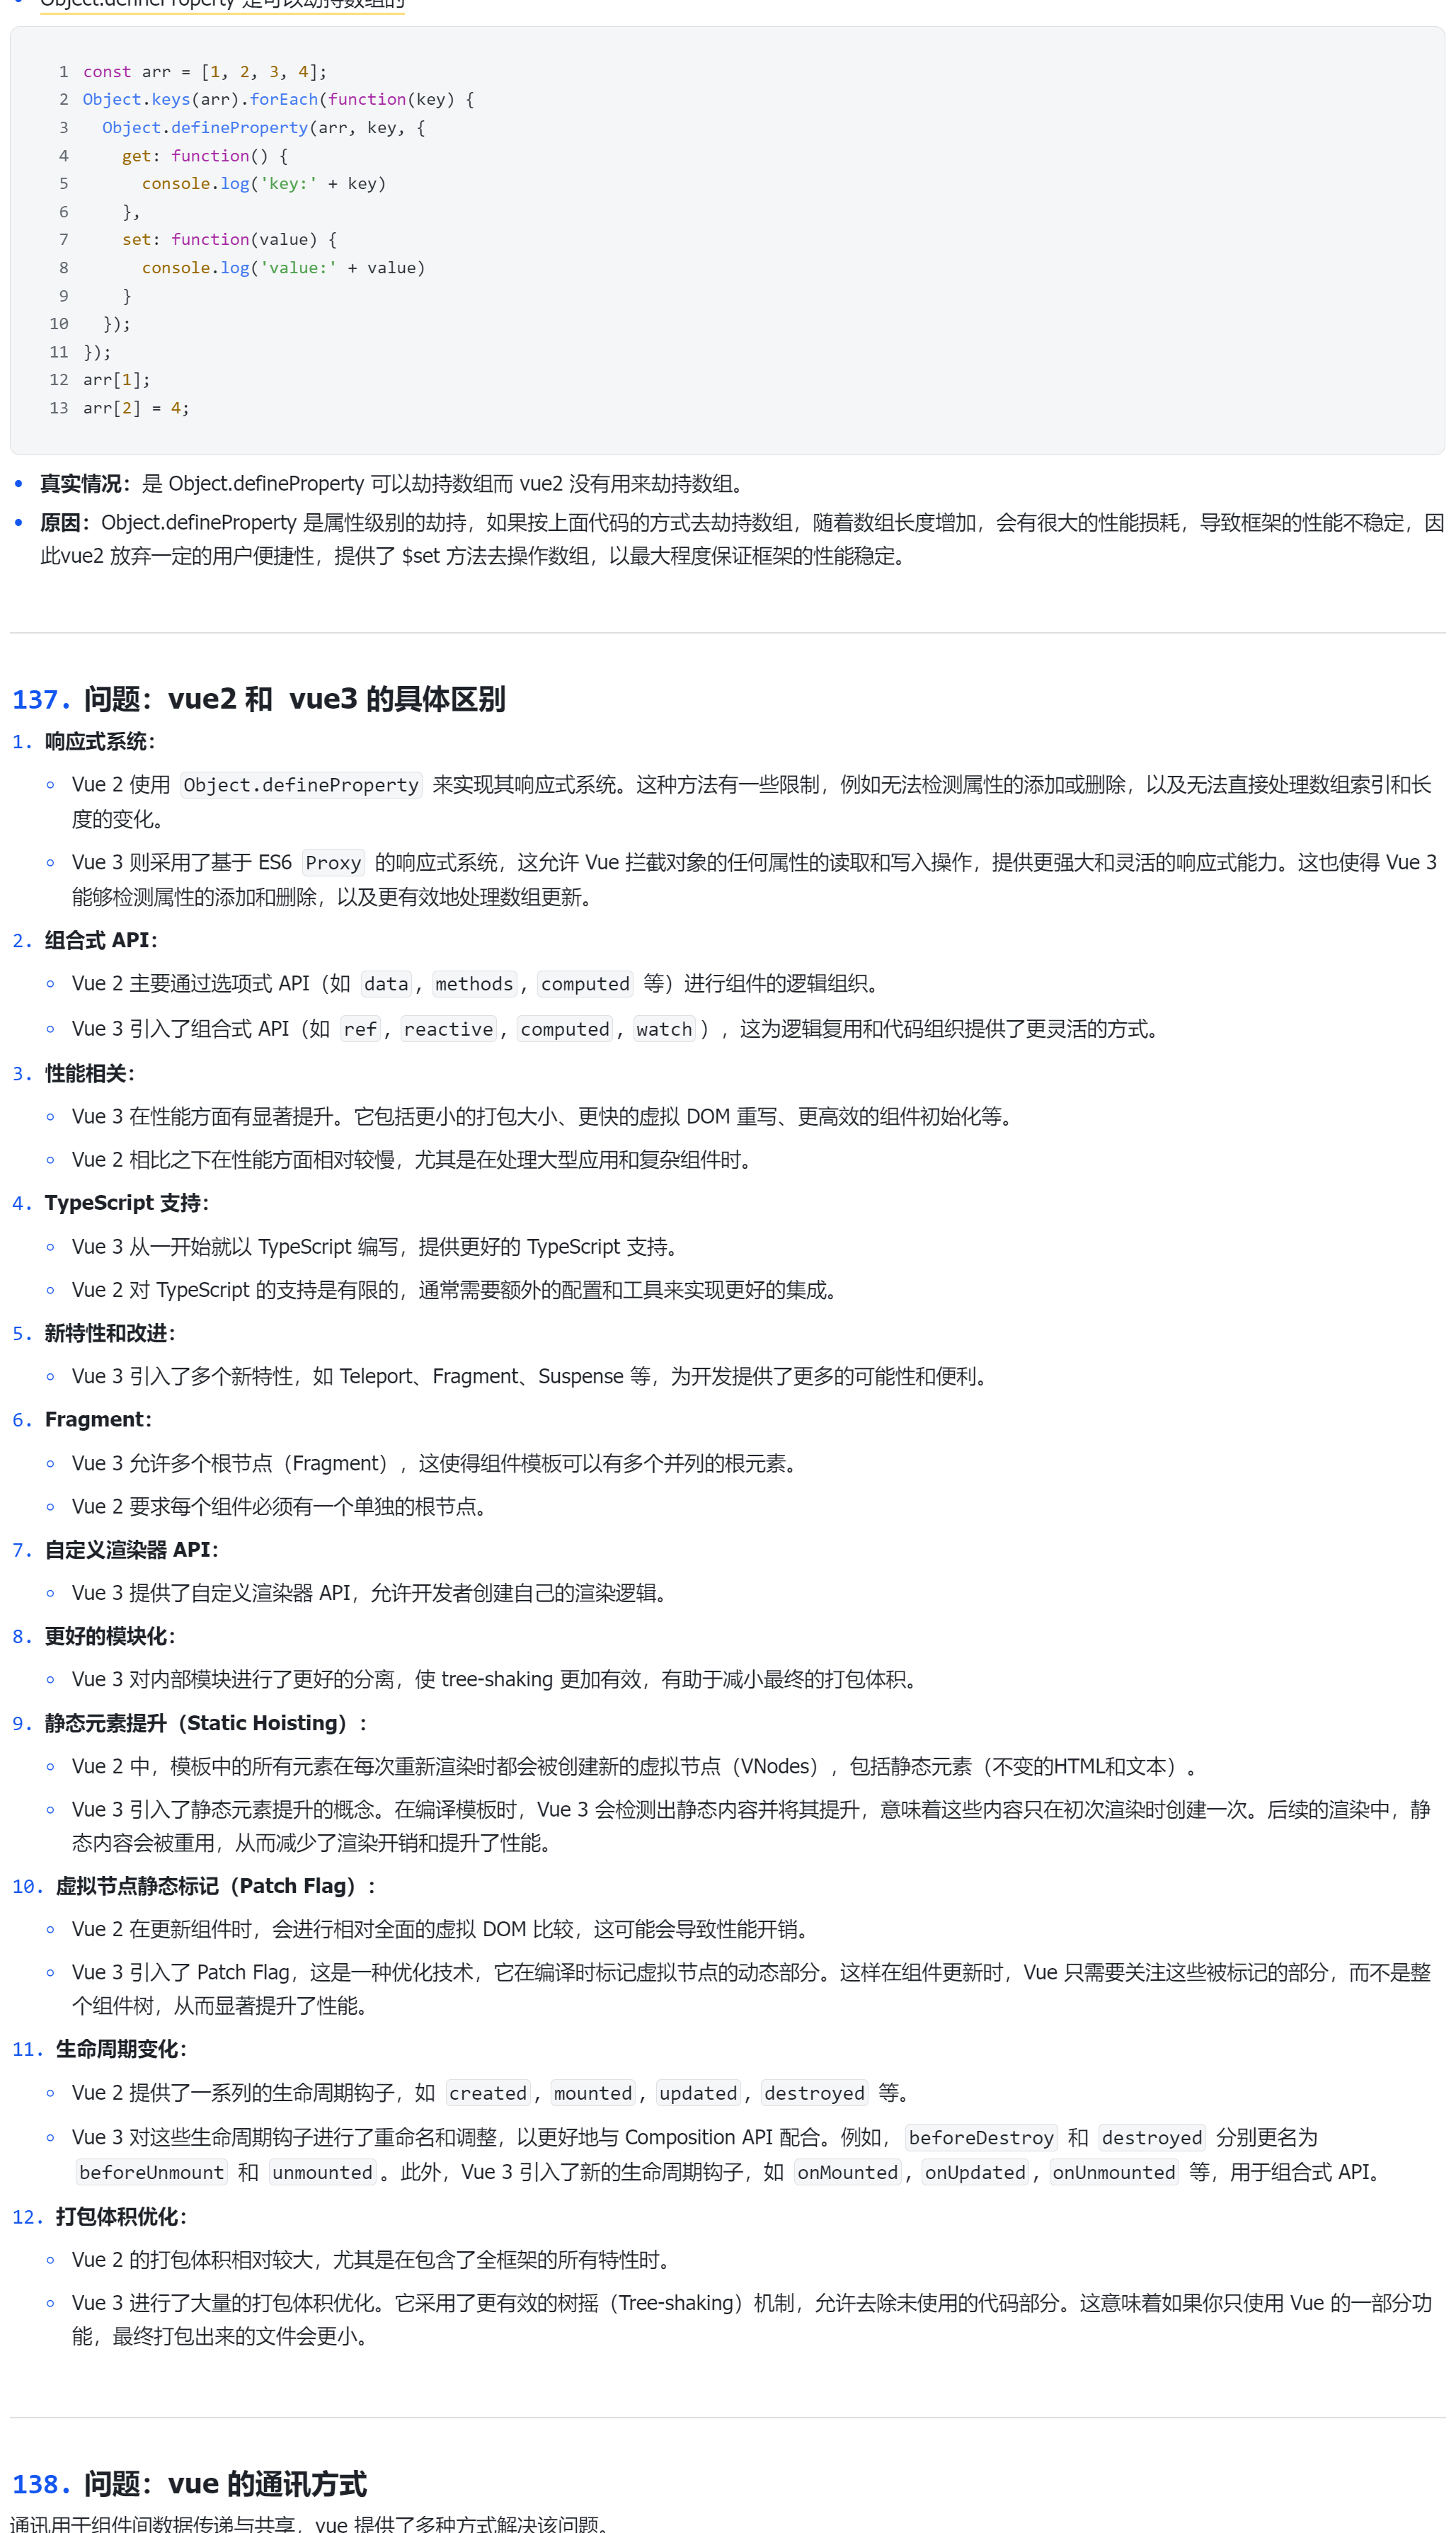 Object.defineProperty 是可以劫持数组的
1 const arr = [1, 2, 3, 4];
2 Object.keys(arr).forEach(function(key) {
3   Object.defineProperty(arr, key, {
4     get: function() {
5       console.log('key:' + key)
6     },
7     set: function(value) {
8       console.log('value:' + value)
9     }
10   });
11 });
12 arr[1];
13 arr[2] = 4;
• 真实情况：是 Object.defineProperty 可以劫持数组而 vue2 没有用来劫持数组。
• 原因：Object.defineProperty 是属性级别的劫持，如果按上面代码的方式去劫持数组，随着数组长度增加，会有很大的性能损耗，导致框架的性能不稳定，因
此vue2 放弃一定的用户便捷性，提供了 $set 方法去操作数组，以最大程度保证框架的性能稳定。
137. 问题：vue2 和 vue3 的具体区别
1. 响应式系统：
◦ Vue 2 使用 Object.defineProperty 来实现其响应式系统。这种方法有一些限制，例如无法检测属性的添加或删除，以及无法直接处理数组索引和长
度的变化。
◦ Vue 3 则采用了基于 ES6 Proxy 的响应式系统，这允许 Vue 拦截对象的任何属性的读取和写入操作，提供更强大和灵活的响应式能力。这也使得 Vue 3
能够检测属性的添加和删除，以及更有效地处理数组更新。
2. 组合式 API：
◦ Vue 2 主要通过选项式 API（如 data, methods, computed 等）进行组件的逻辑组织。
◦ Vue 3 引入了组合式 API（如 ref, reactive, computed, watch ），这为逻辑复用和代码组织提供了更灵活的方式。
3. 性能相关：
◦ Vue 3 在性能方面有显著提升。它包括更小的打包大小、更快的虚拟 DOM 重写、更高效的组件初始化等。
◦ Vue 2 相比之下在性能方面相对较慢，尤其是在处理大型应用和复杂组件时。
4. TypeScript 支持：
◦ Vue 3 从一开始就以 TypeScript 编写，提供更好的 TypeScript 支持。
◦ Vue 2 对 TypeScript 的支持是有限的，通常需要额外的配置和工具来实现更好的集成。
5. 新特性和改进：
◦ Vue 3 引入了多个新特性，如 Teleport、Fragment、Suspense 等，为开发提供了更多的可能性和便利。
6. Fragment：
◦ Vue 3 允许多个根节点（Fragment），这使得组件模板可以有多个并列的根元素。
◦ Vue 2 要求每个组件必须有一个单独的根节点。
7. 自定义渲染器 API：
◦ Vue 3 提供了自定义渲染器 API，允许开发者创建自己的渲染逻辑。
8. 更好的模块化：
◦ Vue 3 对内部模块进行了更好的分离，使 tree-shaking 更加有效，有助于减小最终的打包体积。
9. 静态元素提升（Static Hoisting）：
◦ Vue 2 中，模板中的所有元素在每次重新渲染时都会被创建新的虚拟节点（VNodes），包括静态元素（不变的HTML和文本）。
◦ Vue 3 引入了静态元素提升的概念。在编译模板时，Vue 3 会检测出静态内容并将其提升，意味着这些内容只在初次渲染时创建一次。后续的渲染中，静
态内容会被重用，从而减少了渲染开销和提升了性能。
10. 虚拟节点静态标记（Patch Flag）：
◦ Vue 2 在更新组件时，会进行相对全面的虚拟 DOM 比较，这可能会导致性能开销。
◦ Vue 3 引入了 Patch Flag，这是一种优化技术，它在编译时标记虚拟节点的动态部分。这样在组件更新时，Vue 只需要关注这些被标记的部分，而不是整
个组件树，从而显著提升了性能。
11. 生命周期变化：
◦ Vue 2 提供了一系列的生命周期钩子，如 created, mounted, updated, destroyed 等。
◦ Vue 3 对这些生命周期钩子进行了重命名和调整，以更好地与 Composition API 配合。例如， beforeDestroy 和 destroyed 分别更名为
beforeUnmount 和 unmounted 。此外，Vue 3 引入了新的生命周期钩子，如 onMounted, onUpdated, onUnmounted 等，用于组合式 API。
12. 打包体积优化：
◦ Vue 2 的打包体积相对较大，尤其是在包含了全框架的所有特性时。
◦ Vue 3 进行了大量的打包体积优化。它采用了更有效的树摇（Tree-shaking）机制，允许去除未使用的代码部分。这意味着如果你只使用 Vue 的一部分功
能，最终打包出来的文件会更小。
138. 问题：vue 的通讯方式
通讯用于组件间数据传递与共享，vue 提供了多种方式解决该问题。